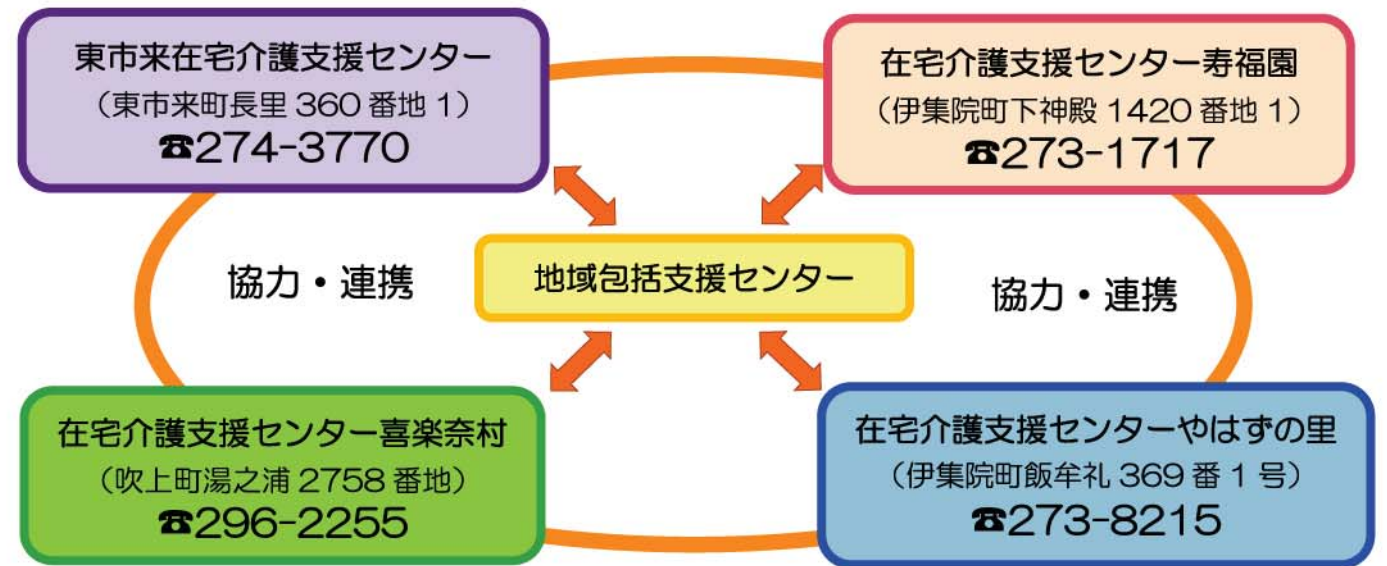 東市来在宅介護支援センター
（東市来町長里 360 番地 1）
☎274-3770
在宅介護支援センター寿福園
（伊集院町下神殿 1420 番地 1）
☎273-1717
協力・連携
地域包括支援センター
協力・連携
在宅介護支援センター喜楽奈村
（吹上町湯之浦 2758 番地）
☎296-2255
在宅介護支援センターやはずの里
（伊集院町飯牟礼 369 番 1 号）
☎273-8215